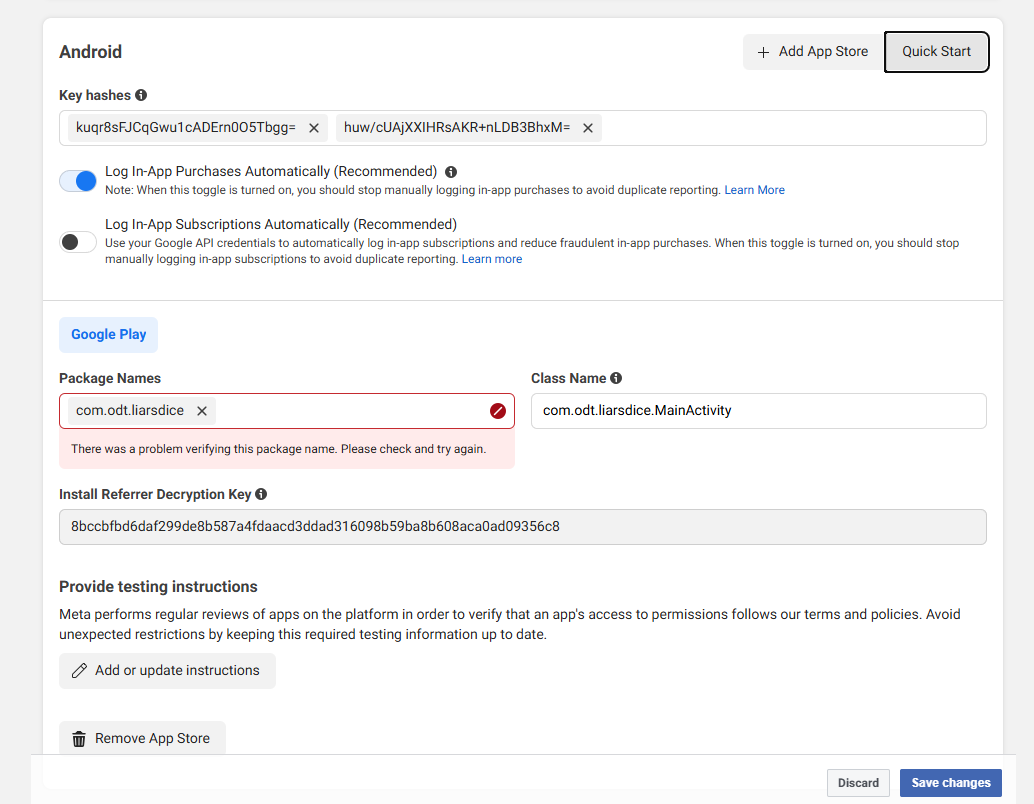 Android
Add App Store
Quick Start
Key hashes
kuqr8sFJCqGwu1cADErn0O5Tbgg=
huw/cUAjXXIHRsAKR+nLDB3BhxM=
Log In-App Purchases Automatically (Recommended)
Note: When this toggle is turned on, you should stop manually logging in-app purchases to avoid duplicate reporting. Learn More
Log In-App Subscriptions Automatically (Recommended)
Use your Google API credentials to automatically log in-app subscriptions and reduce fraudulent in-app purchases. When this toggle is turned on, you should stop
manually logging in-app subscriptions to avoid duplicate reporting. Learn more
Google Play
Package Names
Class Name
com.odt.liarsdice
com.odt.liarsdice.MainActivity
There was a problem verifying this package name. Please check and try again.
Install Referrer Decryption Key
8bccbfbd6daf299de8b587a4fdaacd3ddad316098b59ba8b608aca0ad09356c8
Provide testing instructions
Meta performs regular reviews of apps on the platform in order to verify that an app's access to permissions follows our terms and policies. Avoid
unexpected restrictions by keeping this required testing information up to date.
Add or update instructions
Remove App Store
Discard
Save changes